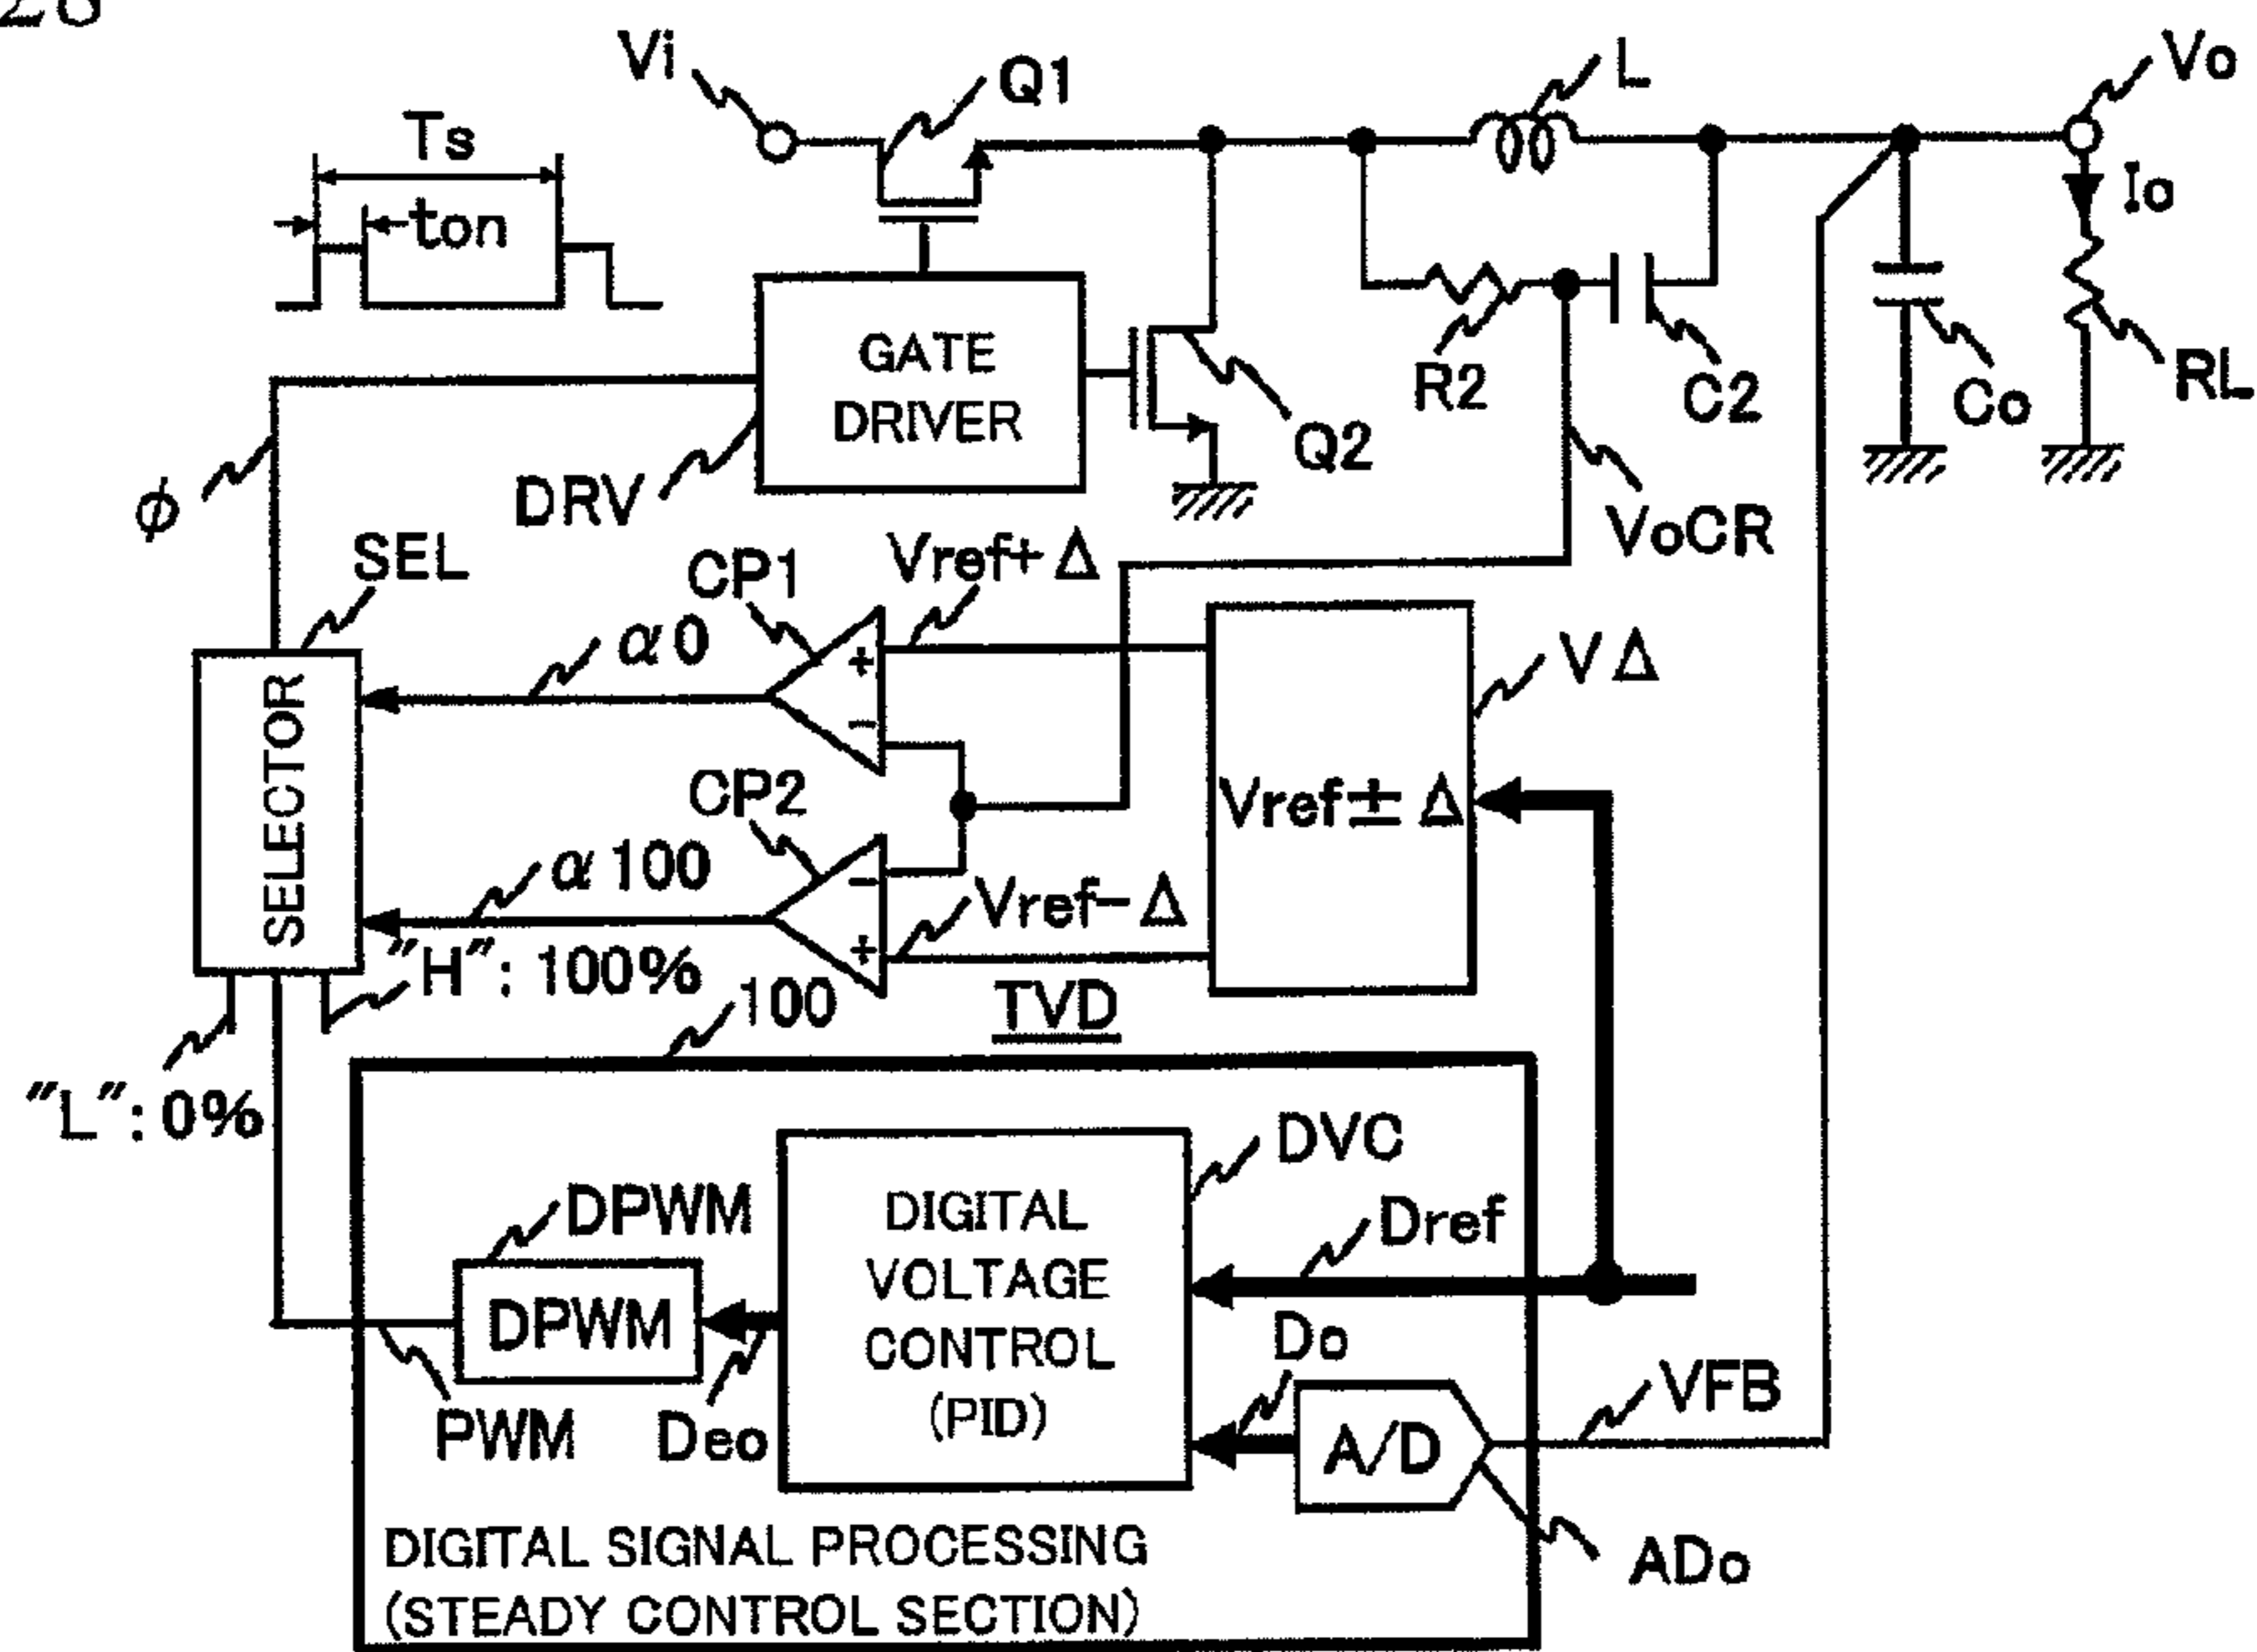 28
Vi
Q1
L
Vo
Ts
ton
Io
GATE
DRIVER
R2
C2
Co
RL
Q2
DRV
ϕ
VoCR
SEL
CP1
Vref+Δ
α0
+
−
VΔ
SELECTOR
CP2
Vref±Δ
α100
−
+
Vref−Δ
"H":100%
100
TVD
"L":0%
DVC
DPWM
DIGITAL
VOLTAGE
CONTROL
(PID)
Dref
DPWM
Do
VFB
PWM
Deo
A/D
ADo
DIGITAL SIGNAL PROCESSING
(STEADY CONTROL SECTION)